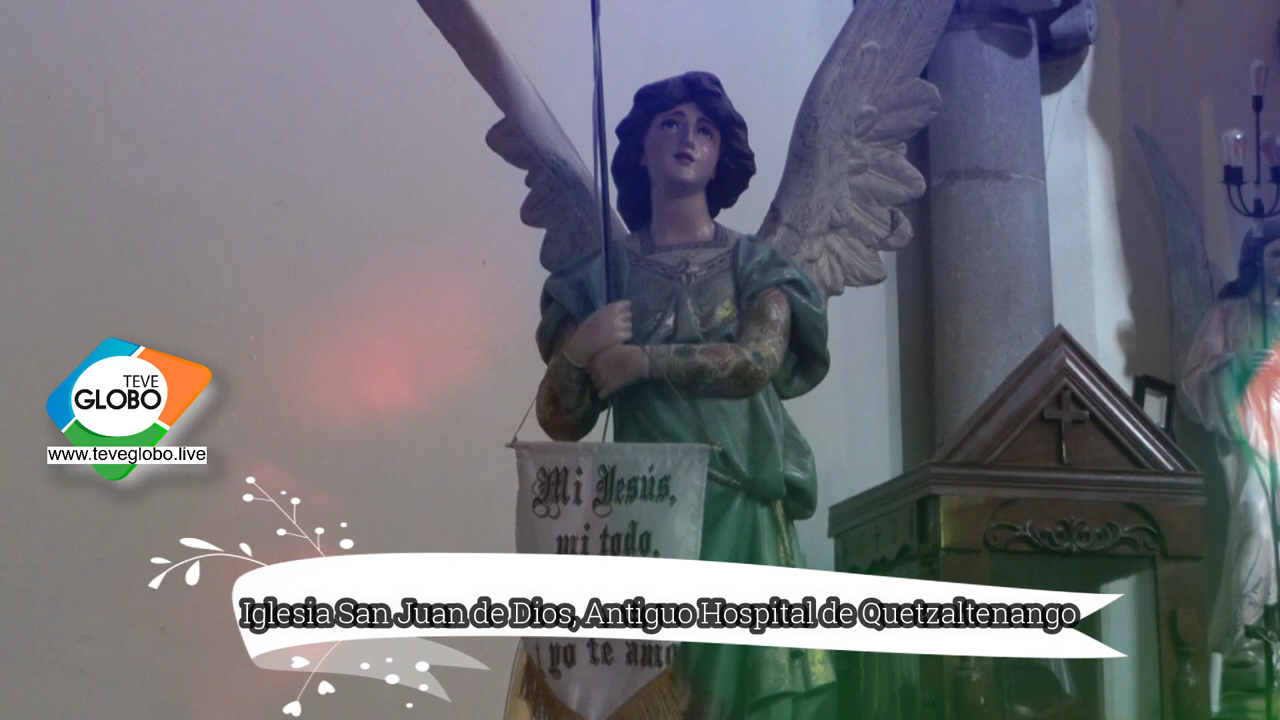 TEVE
GLOBO
www.teveglobo.live
Mi Jesús,
mi todo,
Iglesia San Juan de Dios, Antiguo Hospital de Quetzaltenango
yo te amo